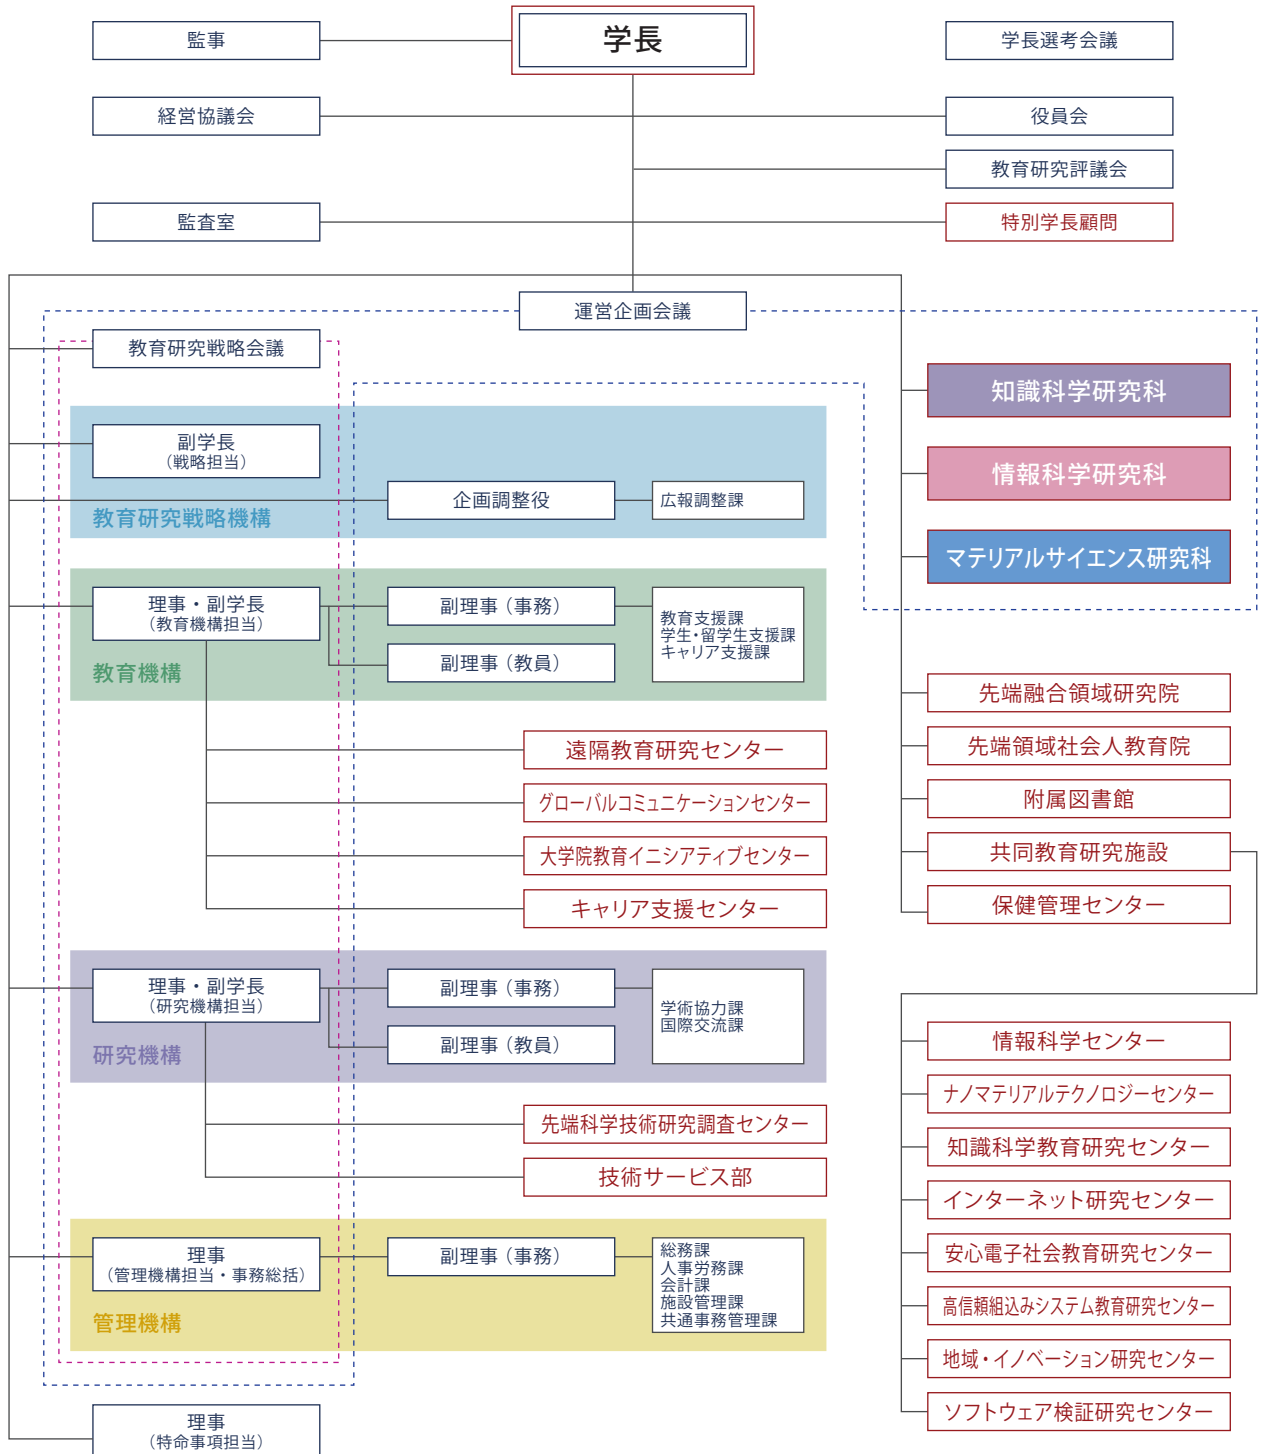 監事
学長
学長選考会議
経営協議会
役員会
教育研究評議会
監査室
特別学長顧問
運営企画会議
教育研究戦略会議
副学長
（戦略担当）
企画調整役
広報調整課
教育研究戦略機構
理事・副学長
（教育機構担当）
副理事（事務）
副理事（教員）
教育支援課
学生・留学生支援課
キャリア支援課
教育機構
遠隔教育研究センター
グローバルコミュニケーションセンター
大学院教育イニシアティブセンター
キャリア支援センター
理事・副学長
（研究機構担当）
副理事（事務）
副理事（教員）
学術協力課
国際交流課
研究機構
先端科学技術研究調査センター
技術サービス部
理事
（管理機構担当・事務総括）
副理事（事務）
総務課
人事労務課
会計課
施設管理課
共通事務管理課
管理機構
理事
（特命事項担当）
知識科学研究科
情報科学研究科
マテリアルサイエンス研究科
先端融合領域研究院
先端領域社会人教育院
附属図書館
共同教育研究施設
保健管理センター
情報科学センター
ナノマテリアルテクノロジーセンター
知識科学教育研究センター
インターネット研究センター
安心電子社会教育研究センター
高信頼組込みシステム教育研究センター
地域・イノベーション研究センター
ソフトウェア検証研究センター